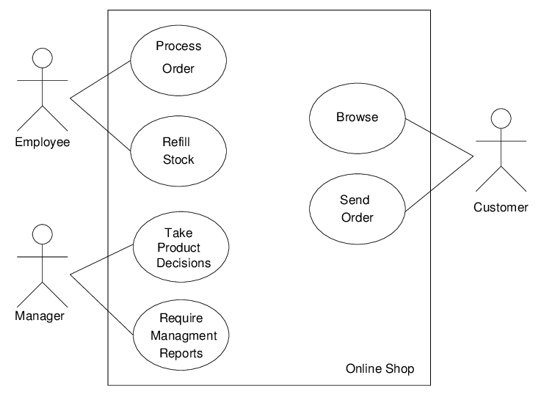 Process
Order
Employee
Refill
Stock
Browse
Send
Order
Customer
Take
Product
Decisions
Manager
Require
Managment
Reports
Online Shop